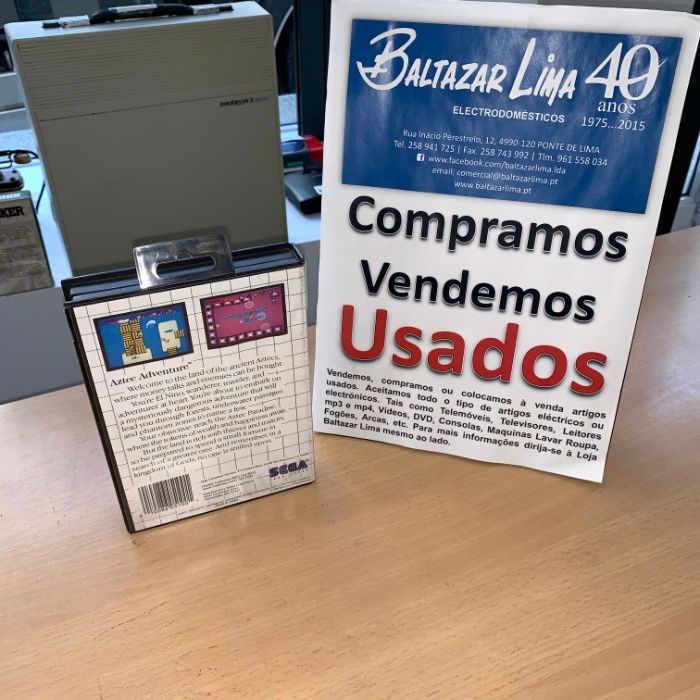 BALTAZAR LIMA 40
anos
1975...2015
ELECTRODOMÉSTICOS
Rua Inácio Perestrelo, 12, 4990-120 PONTE DE LIMA
Tel. 258 941 725 | Fax. 258 743 992 | Tlm. 961 558 034
www.facebook.com/baltazarlima.lda
email: comercial@baltazarlima.pt
www.baltazarlima.pt
Compramos
Vendemos
Usados
Vendemos, compramos ou colocamos à venda artigos
usados. Aceitamos todo o tipo de artigos eléctricos ou
electrónicos. Tais como Telemóveis, Televisores, Leitores
mp3 e mp4, Vídeos, DVD, Consolas, Maquinas Lavar Roupa,
Fogões, Arcas, etc. Para mais informações dirija-se à Loja
Baltazar Lima mesmo ao lado.
Aztec Adventure™
Welcome to the land of the ancient Aztecs,
where money talks and enemies can be bought.
You're El Nino, wanderer, traveler, and
adventurer at heart. You're about to embark on
a mysteriously dangerous adventure that will
lead you through forests, underwater passages
and phantom zones to name a few.
Your objective: reach the Aztec Paradise,
where the tokens of wealth and happiness await.
But the land is rich with thieves and maniacs,
so be prepared to spend a small fortune in
search of a greater one. And remember, in a
kingdom of Gods, no one is smiled upon.
SEGA
KER